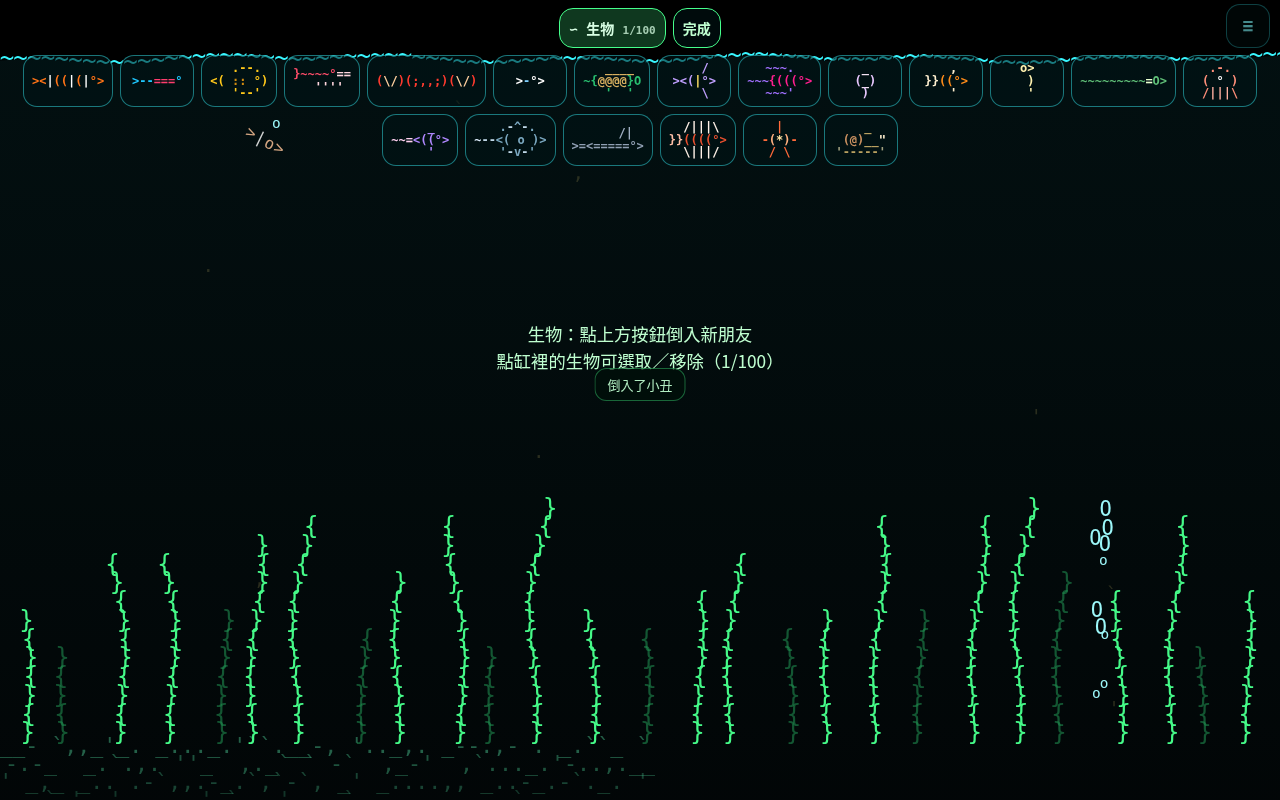 生物 1/100
完成
生物：點上方按鈕倒入新朋友
點缸裡的生物可選取／移除（1/100）
倒入了小丑